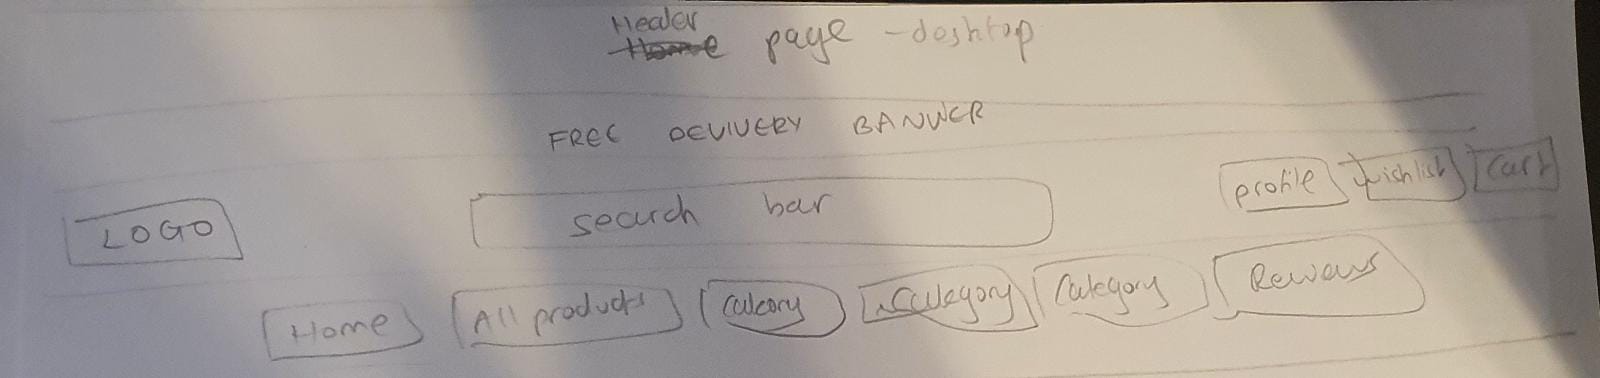 Header
Home page - desktop
FREE DELIVERY BANNER
LOGO search bar profile wishlist Cart
Home All products Category Category Category